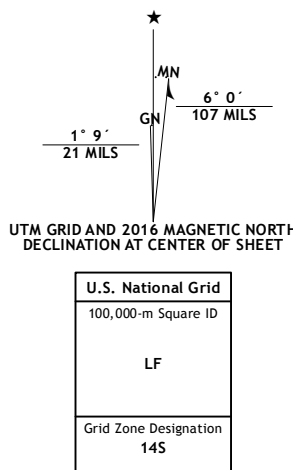 ★
MN
GN
6° 0´
107 MILS
1° 9´
21 MILS
UTM GRID AND 2016 MAGNETIC NORTH
DECLINATION AT CENTER OF SHEET
U.S. National Grid
100,000-m Square ID
LF
Grid Zone Designation
14S